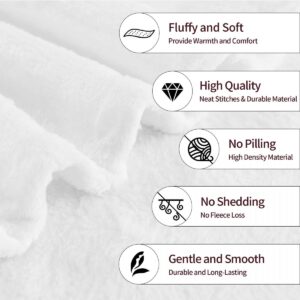 Fluffy and Soft
Provide Warmth and Comfort
High Quality
Neat Stitches & Durable Material
No Pilling
High Density Material
No Shedding
No Fleece Loss
Gentle and Smooth
Durable and Long-Lasting